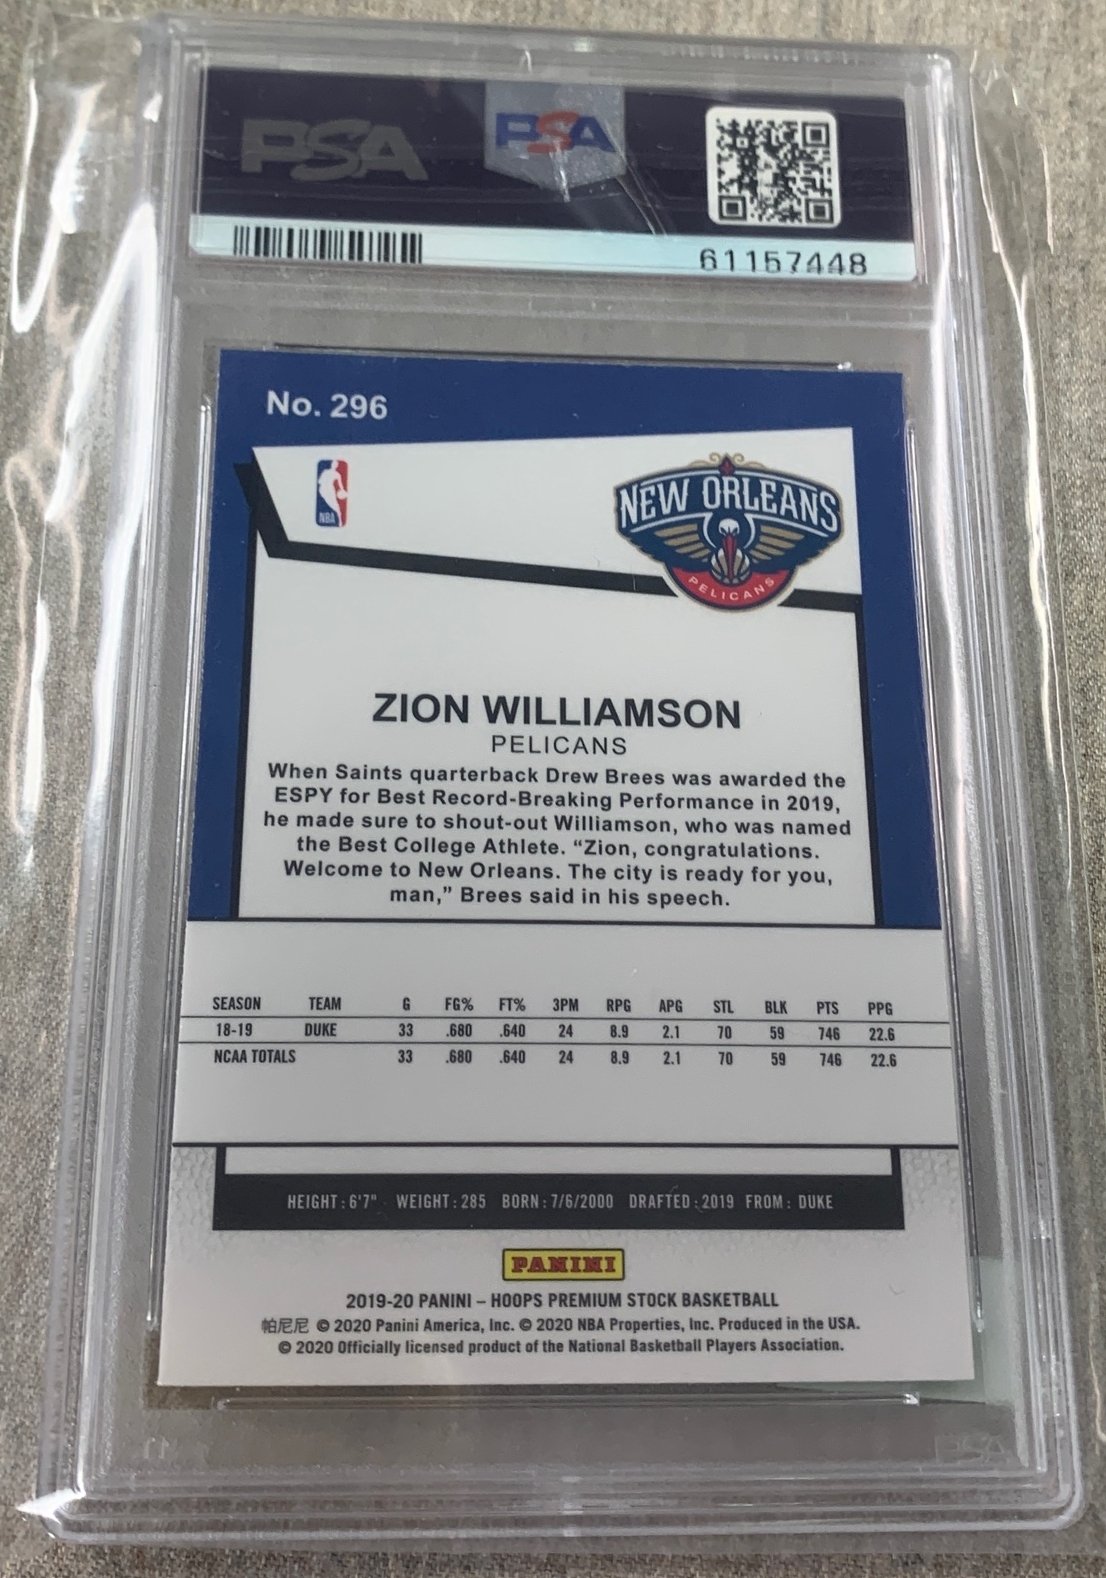 PSA PSA
61157448
No. 296
NBA
NEW ORLEANS
PELICANS
ZION WILLIAMSON
PELICANS
When Saints quarterback Drew Brees was awarded the
ESPY for Best Record-Breaking Performance in 2019,
he made sure to shout-out Williamson, who was named
the Best College Athlete. “Zion, congratulations.
Welcome to New Orleans. The city is ready for you,
man,” Brees said in his speech.
SEASON TEAM G FG% FT% 3PM RPG APG STL BLK PTS PPG
18-19 DUKE 33 .680 .640 24 8.9 2.1 70 59 746 22.6
NCAA TOTALS 33 .680 .640 24 8.9 2.1 70 59 746 22.6
HEIGHT: 6'7" WEIGHT: 285 BORN: 7/6/2000 DRAFTED: 2019 FROM: DUKE
PANINI
2019-20 PANINI – HOOPS PREMIUM STOCK BASKETBALL
帕尼尼 © 2020 Panini America, Inc. © 2020 NBA Properties, Inc. Produced in the USA.
© 2020 Officially licensed product of the National Basketball Players Association.
PSA